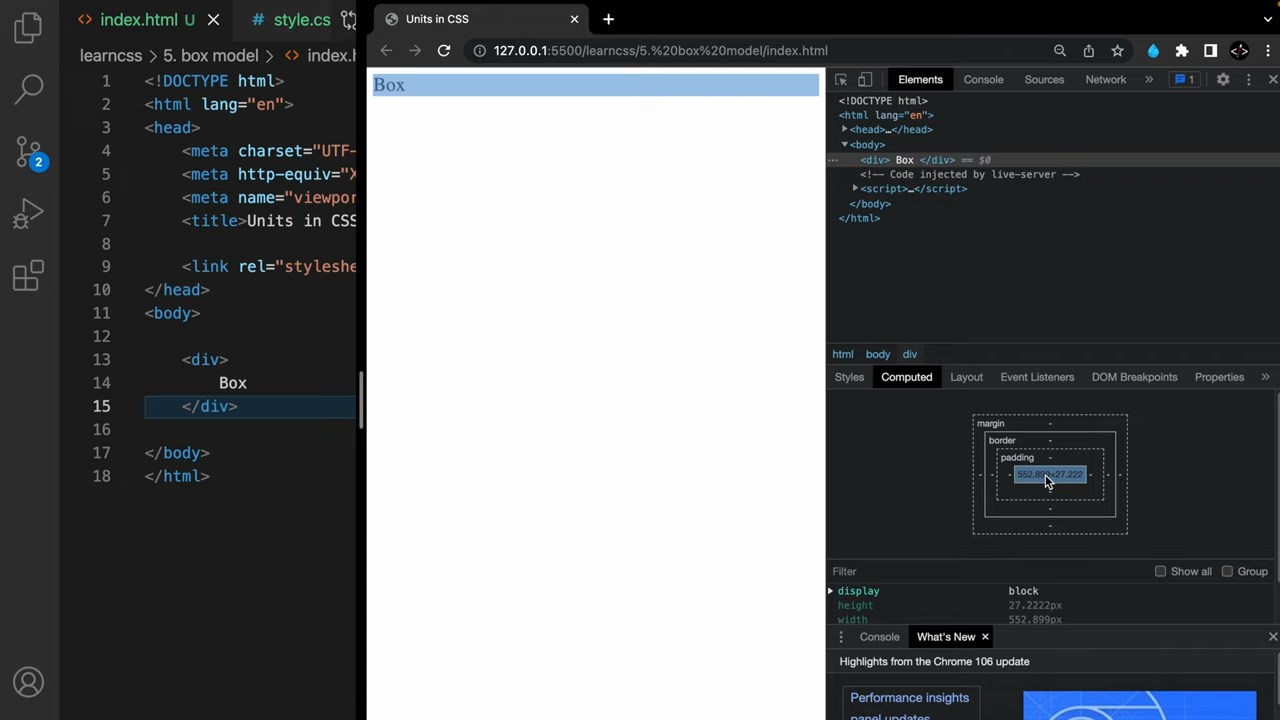 index.html U
style.cs
learncss
5. box model
index.h
1 <!DOCTYPE html>
2 <html lang="en">
3 <head>
4 <meta charset="UTF-
5 <meta http-equiv="X
6 <meta name="viewpor
7 <title>Units in CSS
8
9 <link rel="styleshe
10 </head>
11 <body>
12
13 <div>
14 Box
15 </div>
16
17 </body>
18 </html>
2
Units in CSS
127.0.0.1:5500/learncss/5.%20box%20model/index.html
Box
Elements Console Sources Network » 1
<!DOCTYPE html>
<html lang="en">
<head>…</head>
<body>
<div> Box </div> == $0
<!-- Code injected by live-server -->
<script>…</script>
</body>
</html>
html body div
Styles Computed Layout Event Listeners DOM Breakpoints Properties »
margin -
border -
padding -
- - - 552.899×27.222 - - -
-
-
Filter Show all Group
display block
height 27.2222px
width 552.899px
Console What's New
Highlights from the Chrome 106 update
Performance insights
panel updates